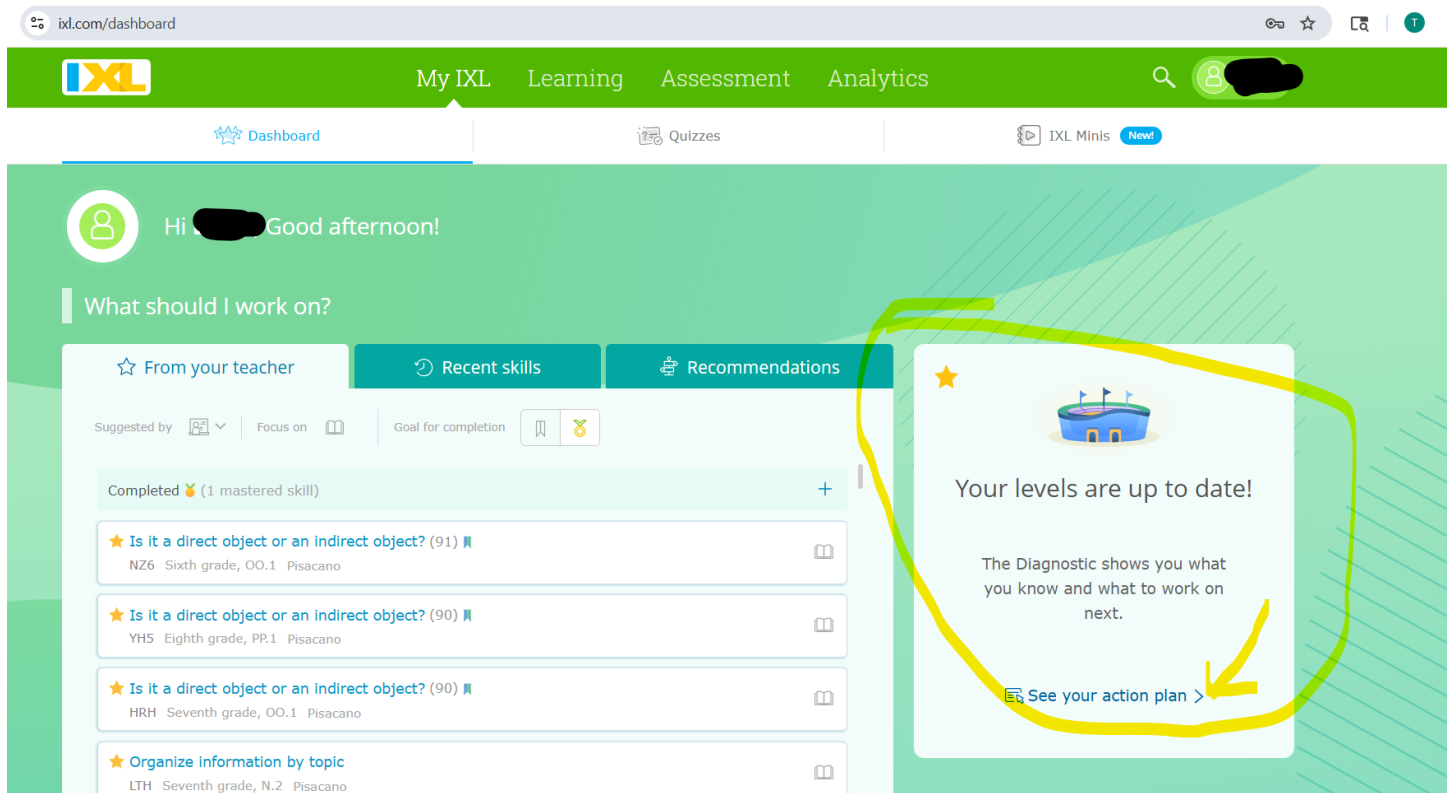 ixl.com/dashboard
T
IXL
My IXL Learning Assessment Analytics
Dashboard
Quizzes
IXL Minis New!
Hi Good afternoon!
What should I work on?
From your teacher
Recent skills
Recommendations
Suggested by Focus on Goal for completion
Completed (1 mastered skill) +
Is it a direct object or an indirect object? (91)
NZ6 Sixth grade, OO.1 Pisacano
Is it a direct object or an indirect object? (90)
YH5 Eighth grade, PP.1 Pisacano
Is it a direct object or an indirect object? (90)
HRH Seventh grade, OO.1 Pisacano
Organize information by topic
LTH Seventh grade, N.2 Pisacano
Your levels are up to date!
The Diagnostic shows you what
you know and what to work on
next.
See your action plan >